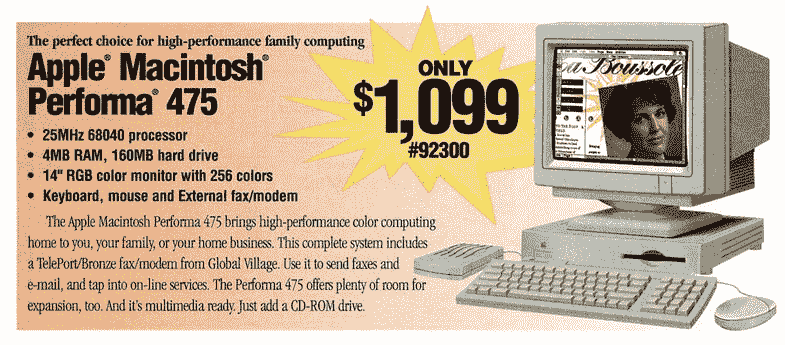 The perfect choice for high-performance family computing
Apple® Macintosh®
Performa® 475
• 25MHz 68040 processor
• 4MB RAM, 160MB hard drive
• 14" RGB color monitor with 256 colors
• Keyboard, mouse and External fax/modem
The Apple Macintosh Performa 475 brings high-performance color computing
home to you, your family, or your home business. This complete system includes
a TelePort/Bronze fax/modem from Global Village. Use it to send faxes and
e-mail, and tap into on-line services. The Performa 475 offers plenty of room for
expansion, too. And it's multimedia ready. Just add a CD-ROM drive.
ONLY
$1,099
#92300
Boussole